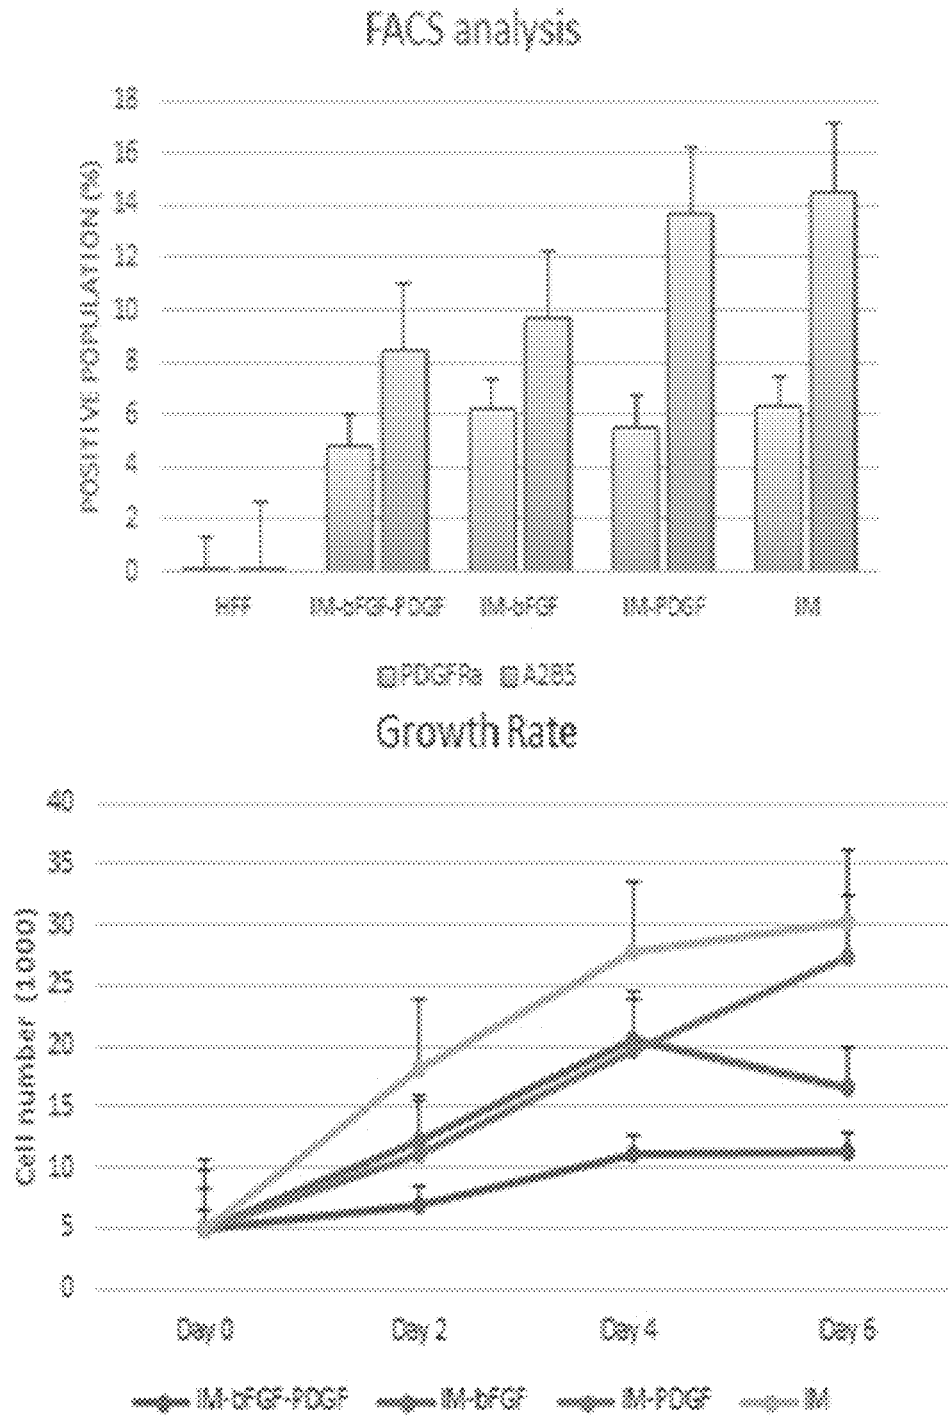 FACS analysis
POSITIVE POPULATION (%)
18
16
14
12
10
8
6
4
2
0
HFF IM-bFGF-PDGF IM-bFGF IM-PDGF IM
PDGFRa A2B5
Growth Rate
Cell number (1000)
40
35
30
25
20
15
10
5
0
Day 0 Day 2 Day 4 Day 6
IM-bFGF-PDGF IM-bFGF IM-PDGF IM